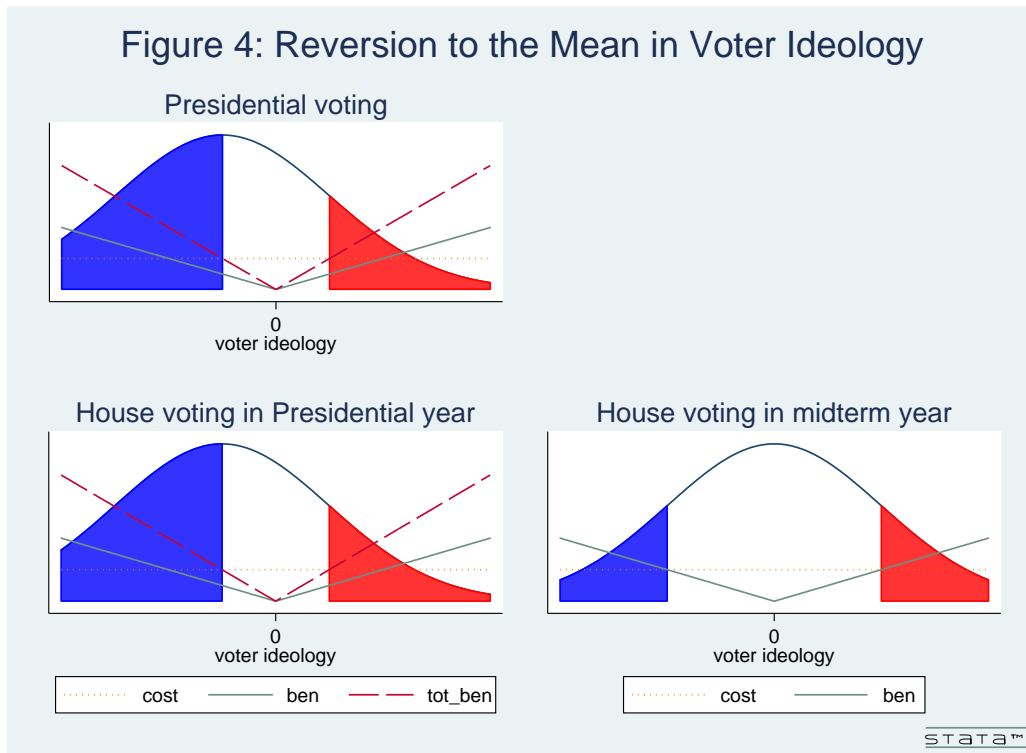 Figure 4: Reversion to the Mean in Voter Ideology
Presidential voting
0
voter ideology
House voting in Presidential year
0
voter ideology
cost ben tot_ben
House voting in midterm year
0
voter ideology
cost ben
STATA™